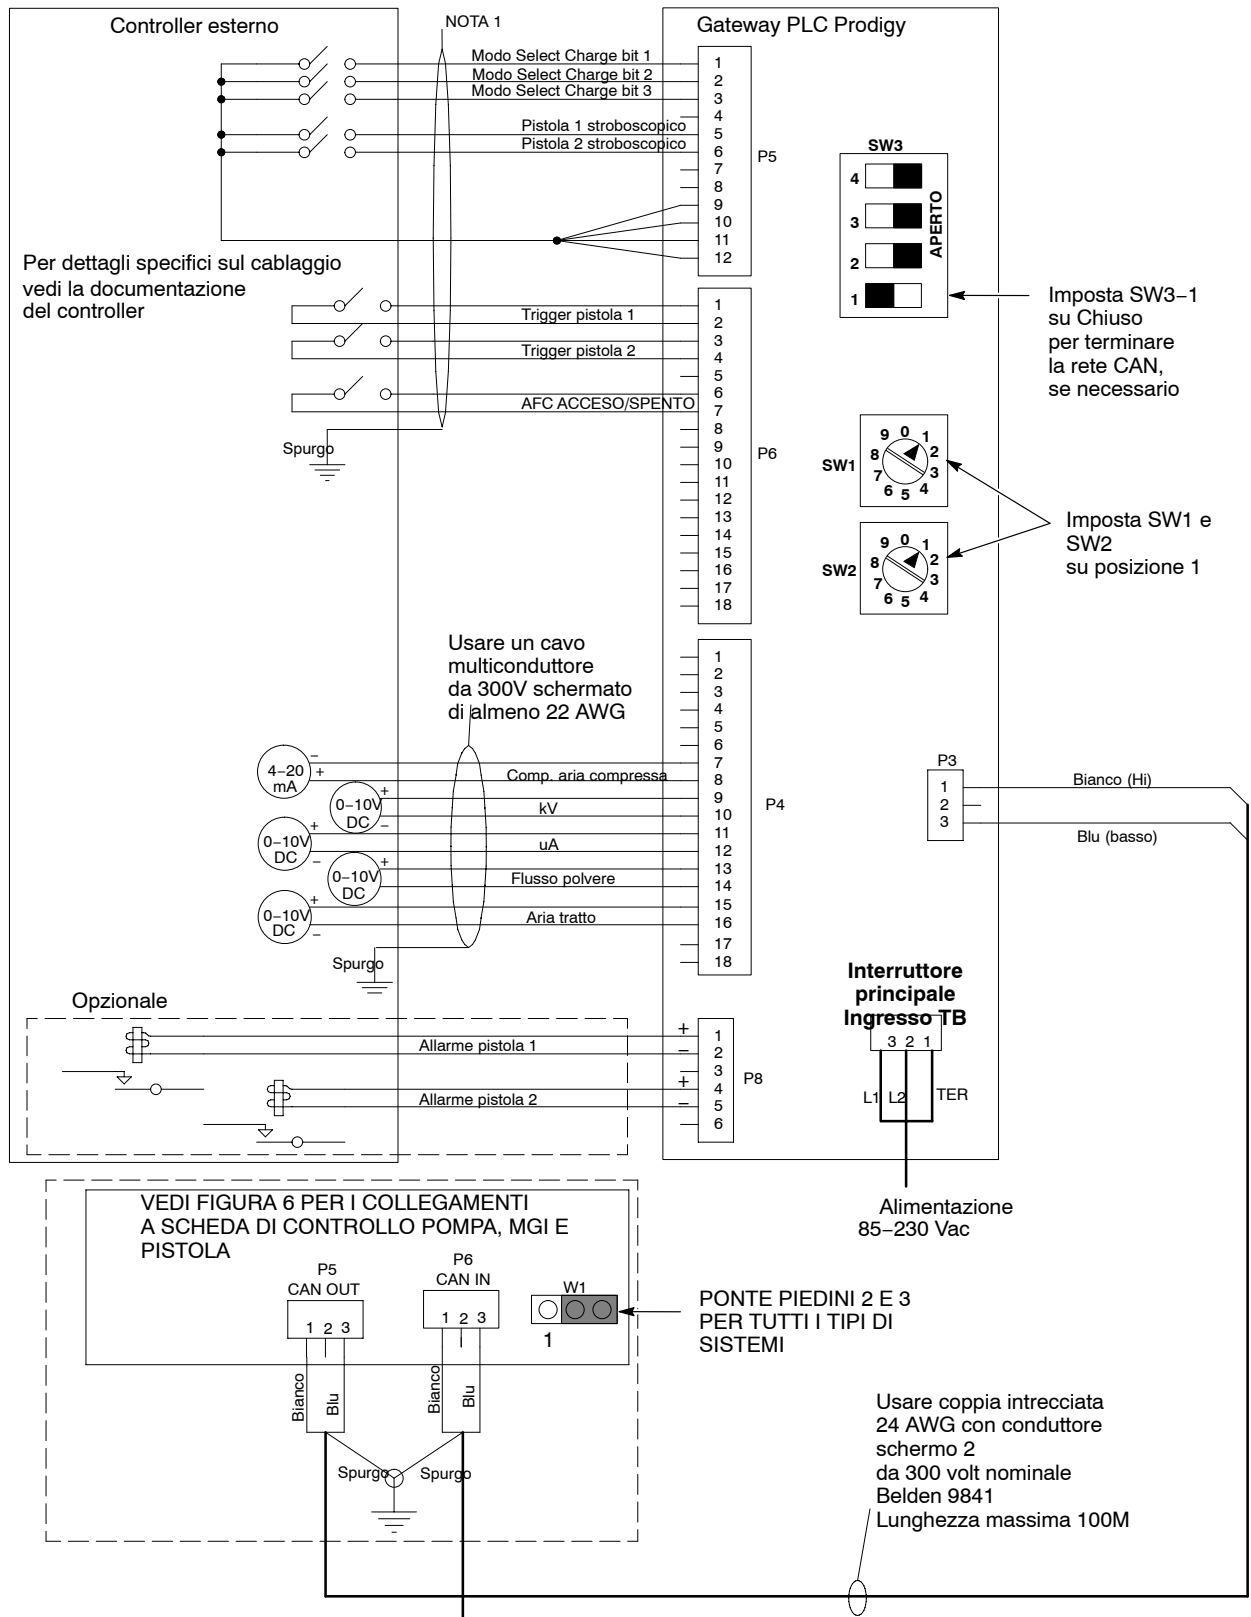 Controller esterno
NOTA 1
Gateway PLC Prodigy
Modo Select Charge bit 1
Modo Select Charge bit 2
Modo Select Charge bit 3
Pistola 1 stroboscopico
Pistola 2 stroboscopico
1
2
3
4
5
6
7
8
9
10
11
12
P5
SW3
4
3
2
1
APERTO
Per dettagli specifici sul cablaggio
vedi la documentazione
del controller
Imposta SW3–1
su Chiuso
per terminare
la rete CAN,
se necessario
Trigger pistola 1
Trigger pistola 2
AFC ACCESO/SPENTO
Spurgo
1
2
3
4
5
6
7
8
9
10
11
12
13
14
15
16
17
18
P6
SW1
0
1
2
3
4
5
6
7
8
9
SW2
0
1
2
3
4
5
6
7
8
9
Imposta SW1 e
SW2
su posizione 1
Usare un cavo
multiconduttore
da 300V schermato
di almeno 22 AWG
4–20
mA
–
+
0–10V
DC
+
–
0–10V
DC
+
–
0–10V
DC
+
0–10V
DC
+
–
Comp. aria compressa
kV
uA
Flusso polvere
Aria tratto
Spurgo
1
2
3
4
5
6
7
8
9
10
11
12
13
14
15
16
17
18
P4
P3
1
2
3
Bianco (Hi)
Blu (basso)
Opzionale
Allarme pistola 1
Allarme pistola 2
+
–
+
–
1
2
3
4
5
6
P8
Interruttore
principale
Ingresso TB
3 2 1
L1 L2 TER
Alimentazione
85–230 Vac
VEDI FIGURA 6 PER I COLLEGAMENTI
A SCHEDA DI CONTROLLO POMPA, MGI E
PISTOLA
P5
CAN OUT
1 2 3
P6
CAN IN
1 2 3
W1
1
PONTE PIEDINI 2 E 3
PER TUTTI I TIPI DI
SISTEMI
Bianco
Blu
Bianco
Blu
Spurgo
Spurgo
Usare coppia intrecciata
24 AWG con conduttore
schermo 2
da 300 volt nominale
Belden 9841
Lunghezza massima 100M